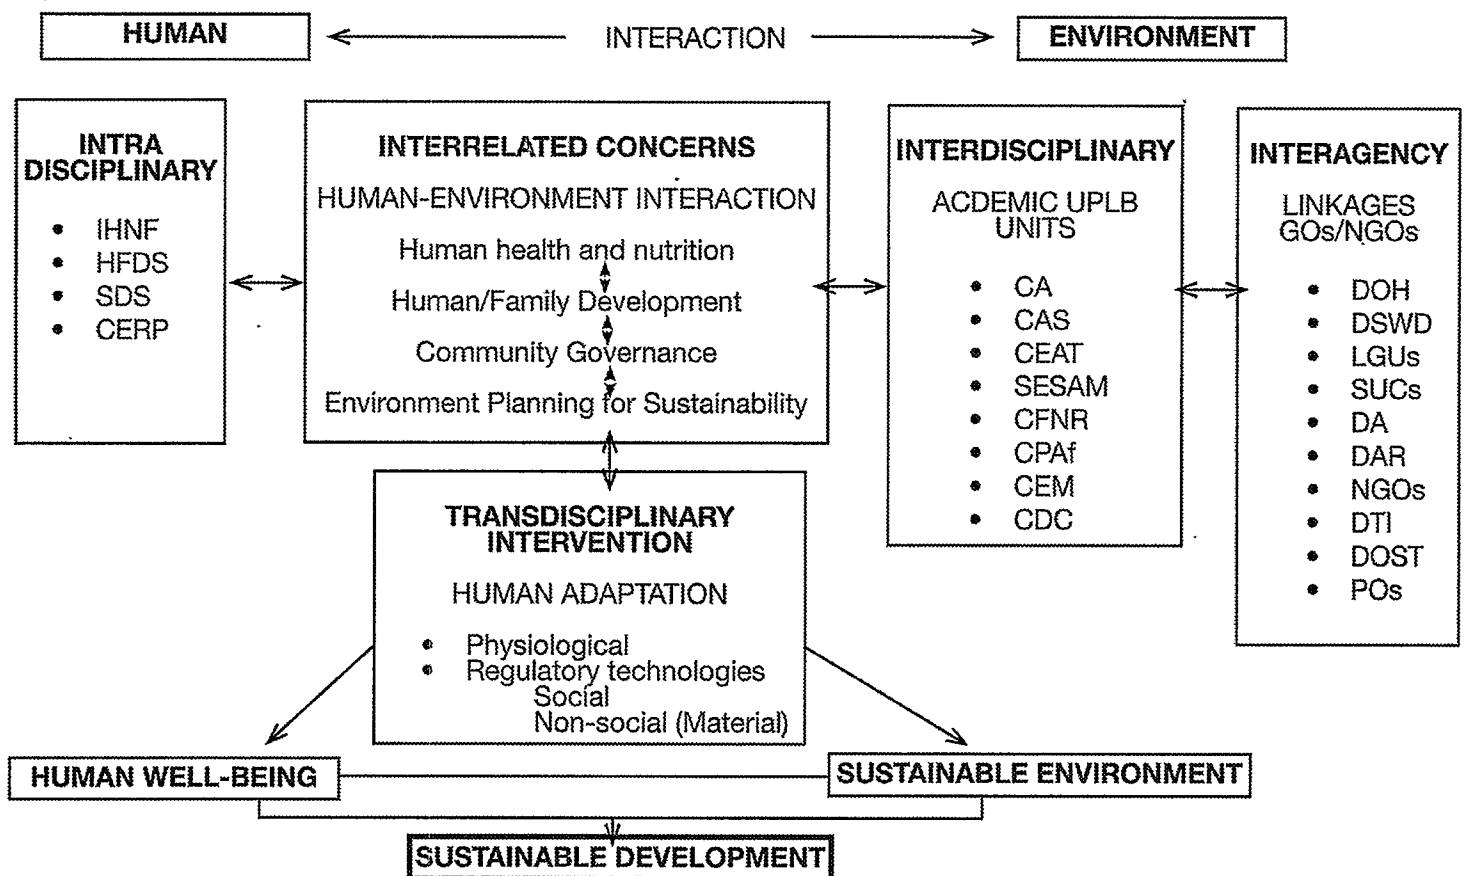 HUMAN
INTERACTION
ENVIRONMENT
INTRA
DISCIPLINARY
• IHNF
• HFDS
• SDS
• CERP
INTERRELATED CONCERNS
HUMAN-ENVIRONMENT INTERACTION
Human health and nutrition
Human/Family Development
Community Governance
Environment Planning for Sustainability
INTERDISCIPLINARY
ACDEMIC UPLB
UNITS
• CA
• CAS
• CEAT
• SESAM
• CFNR
• CPAf
• CEM
• CDC
INTERAGENCY
LINKAGES
GOs/NGOs
• DOH
• DSWD
• LGUs
• SUCs
• DA
• DAR
• NGOs
• DTI
• DOST
• POs
TRANSDISCIPLINARY
INTERVENTION
HUMAN ADAPTATION
• Physiological
• Regulatory technologies
Social
Non-social (Material)
HUMAN WELL-BEING
SUSTAINABLE ENVIRONMENT
SUSTAINABLE DEVELOPMENT